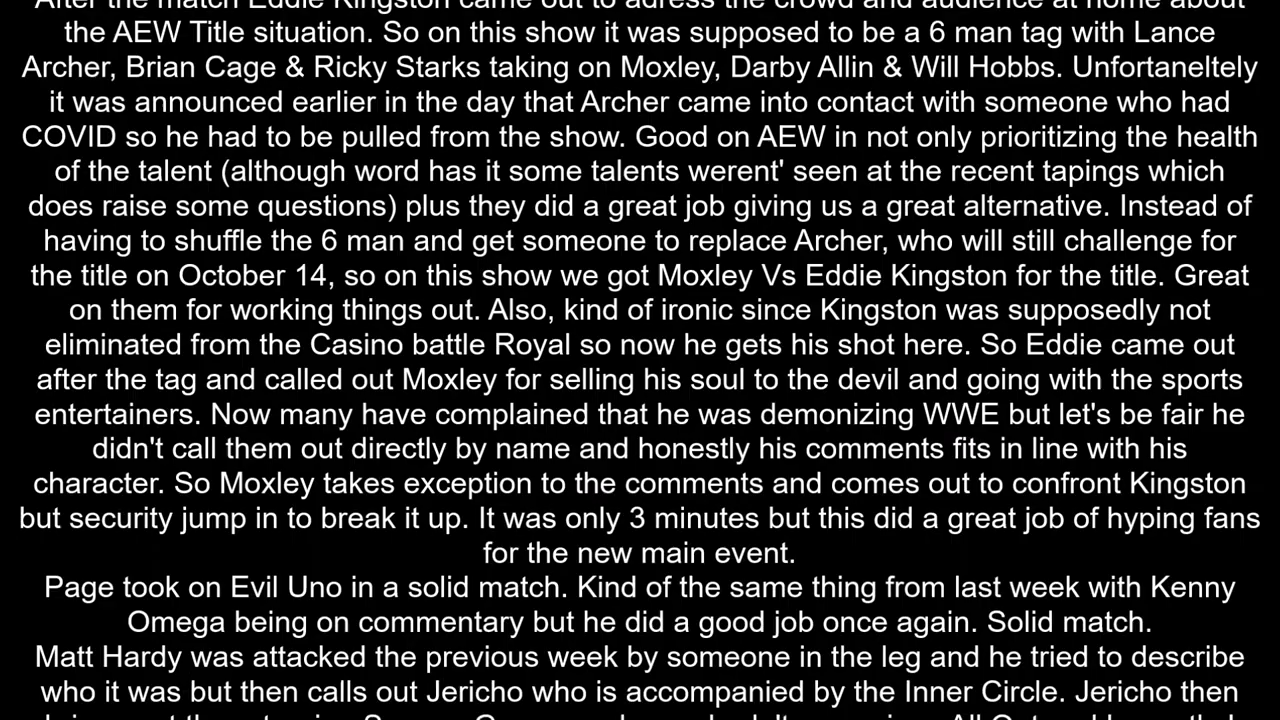 After the match Eddie Kingston came out to adress the crowd and audience at home about
the AEW Title situation. So on this show it was supposed to be a 6 man tag with Lance
Archer, Brian Cage & Ricky Starks taking on Moxley, Darby Allin & Will Hobbs. Unfortaneltely
it was announced earlier in the day that Archer came into contact with someone who had
COVID so he had to be pulled from the show. Good on AEW in not only prioritizing the health
of the talent (although word has it some talents werent' seen at the recent tapings which
does raise some questions) plus they did a great job giving us a great alternative. Instead of
having to shuffle the 6 man and get someone to replace Archer, who will still challenge for
the title on October 14, so on this show we got Moxley Vs Eddie Kingston for the title. Great
on them for working things out. Also, kind of ironic since Kingston was supposedly not
eliminated from the Casino battle Royal so now he gets his shot here. So Eddie came out
after the tag and called out Moxley for selling his soul to the devil and going with the sports
entertainers. Now many have complained that he was demonizing WWE but let's be fair he
didn't call them out directly by name and honestly his comments fits in line with his
character. So Moxley takes exception to the comments and comes out to confront Kingston
but security jump in to break it up. It was only 3 minutes but this did a great job of hyping fans
for the new main event.
Page took on Evil Uno in a solid match. Kind of the same thing from last week with Kenny
Omega being on commentary but he did a good job once again. Solid match.
Matt Hardy was attacked the previous week by someone in the leg and he tried to describe
who it was but then calls out Jericho who is accompanied by the Inner Circle. Jericho then